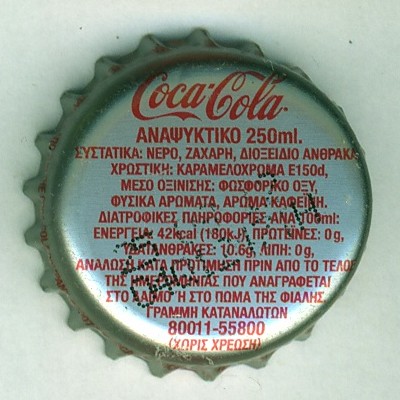 Coca-Cola
ΑΝΑΨΥΚΤΙΚΟ 250ml.
ΣΥΣΤΑΤΙΚΑ: ΝΕΡΟ, ΖΑΧΑΡΗ, ΔΙΟΞΕΙΔΙΟ ΑΝΘΡΑΚΑ
ΧΡΩΣΤΙΚΗ: ΚΑΡΑΜΕΛΟΧΡΩΜΑ Ε150d,
ΜΕΣΟ ΟΞΙΝΙΣΗΣ: ΦΩΣΦΟΡΙΚΟ ΟΞΥ,
ΦΥΣΙΚΑ ΑΡΩΜΑΤΑ, ΑΡΩΜΑ ΚΑΦΕΪΝΗ.
ΔΙΑΤΡΟΦΙΚΕΣ ΠΛΗΡΟΦΟΡΙΕΣ ΑΝΑ 100ml:
ΕΝΕΡΓΕΙΑ: 42kcal (180kJ), ΠΡΩΤΕΪΝΕΣ: 0g,
ΥΔΑΤΑΝΘΡΑΚΕΣ: 10.6g, ΛΙΠΗ: 0g,
ΑΝΑΛΩΣΗ ΚΑΤΑ ΠΡΟΤΙΜΗΣΗ ΠΡΙΝ ΑΠΟ ΤΟ ΤΕΛΟΣ
ΤΗΣ ΗΜΕΡΟΜΗΝΙΑΣ ΠΟΥ ΑΝΑΓΡΑΦΕΤΑΙ
ΣΤΟ ΛΑΙΜΟ Ή ΣΤΟ ΠΩΜΑ ΤΗΣ ΦΙΑΛΗΣ
ΓΡΑΜΜΗ ΚΑΤΑΝΑΛΩΤΩΝ
80011-55800
(ΧΩΡΙΣ ΧΡΕΩΣΗ)